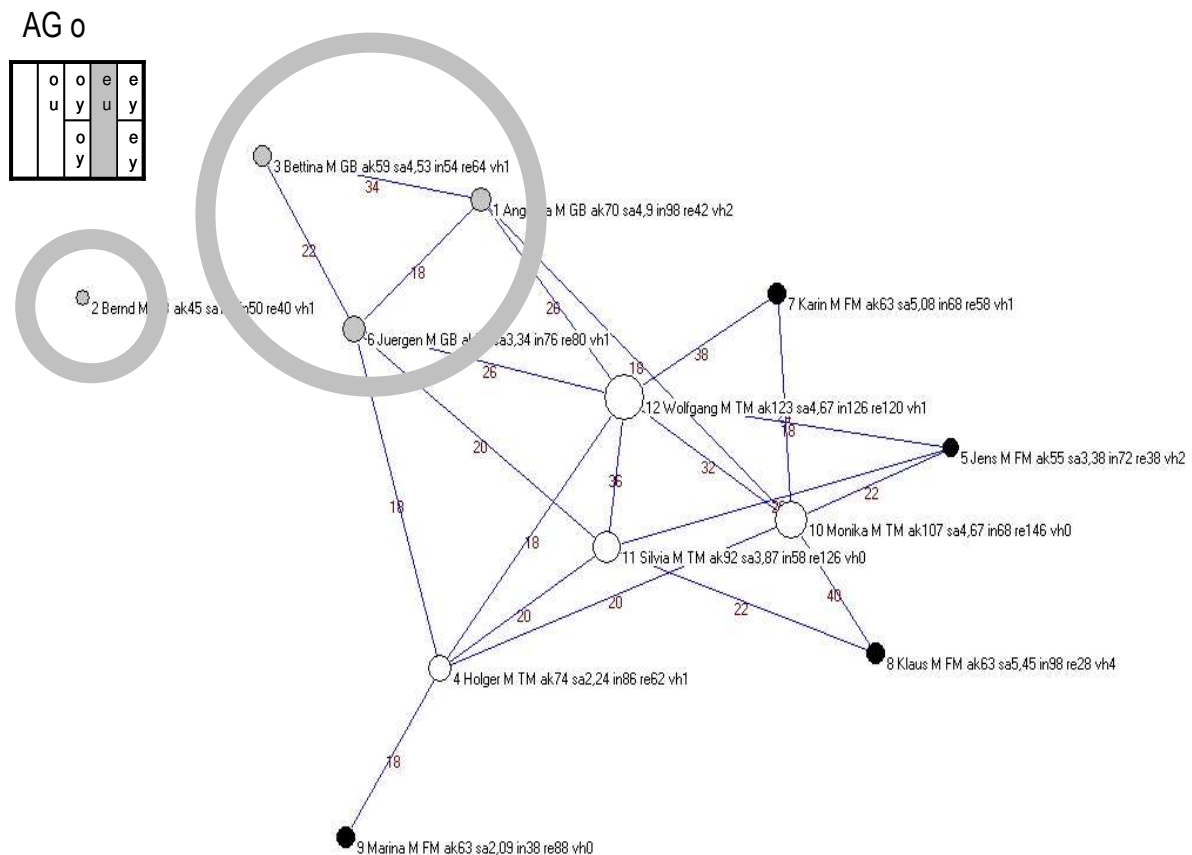 AG o
o o e e
u y u y
o e
y y
3 Bettina M GB ak59 sa4,53 in54 re64 vh1
34
1 M GB ak70 sa4,9 in98 re42 vh2
22
18
2 Bernd M ak45 in50 re40 vh1
7 Karin M FM ak63 sa5,08 in68 re58 vh1
6 Juergen M GB sa3,34 in76 re80 vh1
38
18
26
12 Wolfgang M TM ak123 sa4,67 in126 re120 vh1
18
20
5 Jens M FM ak55 sa3,38 in72 re38 vh2
32
36
22
18
10 Monika M TM ak107 sa4,67 in68 re146 vh0
18
11 Silvia M TM ak92 sa3,87 in58 re126 vh0
20
20
22
40
8 Klaus M FM ak63 sa5,45 in98 re28 vh4
4 Holger M TM ak74 sa2,24 in86 re62 vh1
18
9 Marina M FM ak63 sa2,09 in38 re88 vh0